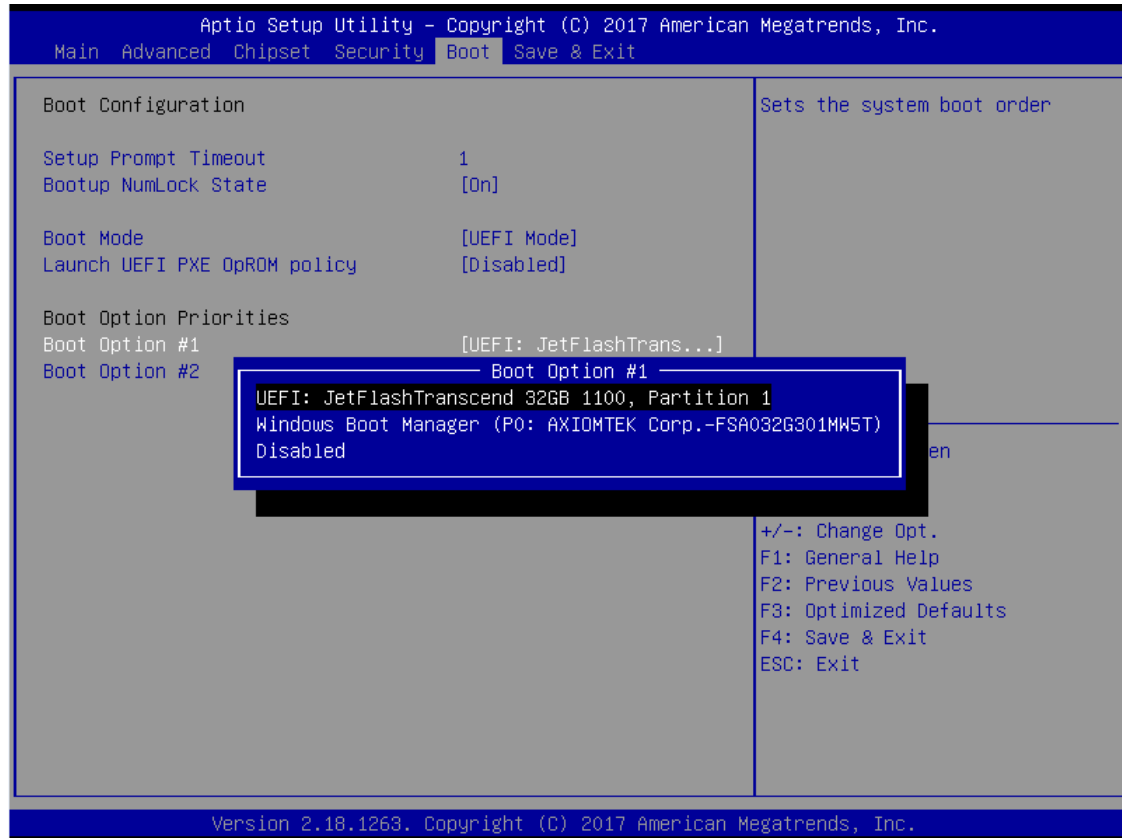 Aptio Setup Utility – Copyright (C) 2017 American Megatrends, Inc.
Main Advanced Chipset Security Boot Save & Exit
Boot Configuration
Sets the system boot order
Setup Prompt Timeout 1
Bootup NumLock State [On]
Boot Mode [UEFI Mode]
Launch UEFI PXE OpROM policy [Disabled]
Boot Option Priorities
Boot Option #1 [UEFI: JetFlashTrans...]
Boot Option #2
Boot Option #1
UEFI: JetFlashTranscend 32GB 1100, Partition 1
Windows Boot Manager (P0: AXIOMTEK Corp.-FSA032G301MW5T)
Disabled
en
+/-: Change Opt.
F1: General Help
F2: Previous Values
F3: Optimized Defaults
F4: Save & Exit
ESC: Exit
Version 2.18.1263. Copyright (C) 2017 American Megatrends, Inc.